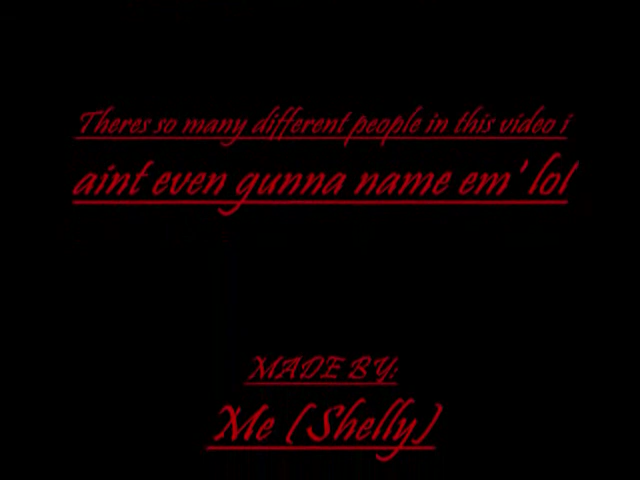 Theres so many different people in this video i
aint even gunna name em' lol
MADE BY:
Me (Shelly)